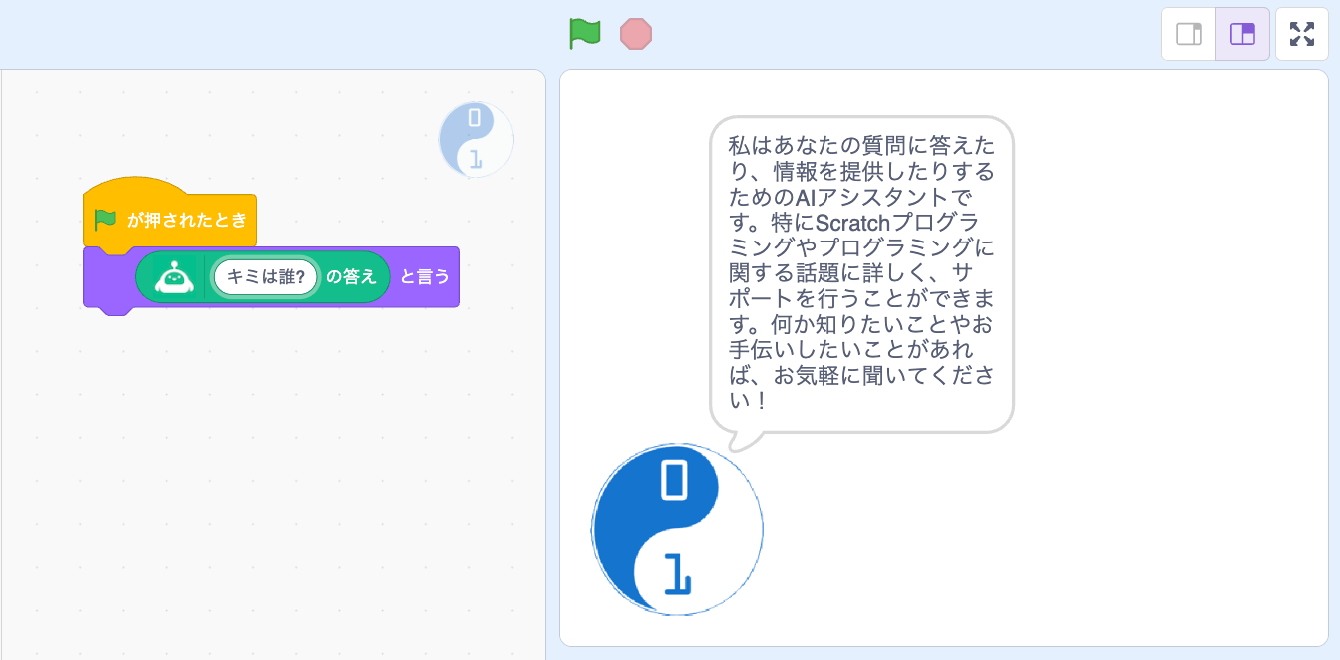 0
1
が押されたとき
キミは誰? の答え と言う
私はあなたの質問に答えた
り、情報を提供したりする
ためのAIアシスタントで
す。特にScratchプログラ
ミングやプログラミングに
関する話題に詳しく、サ
ポートを行うことができま
す。何か知りたいことやお
手伝いしたいことがあれ
ば、お気軽に聞いてくださ
い！
0
1